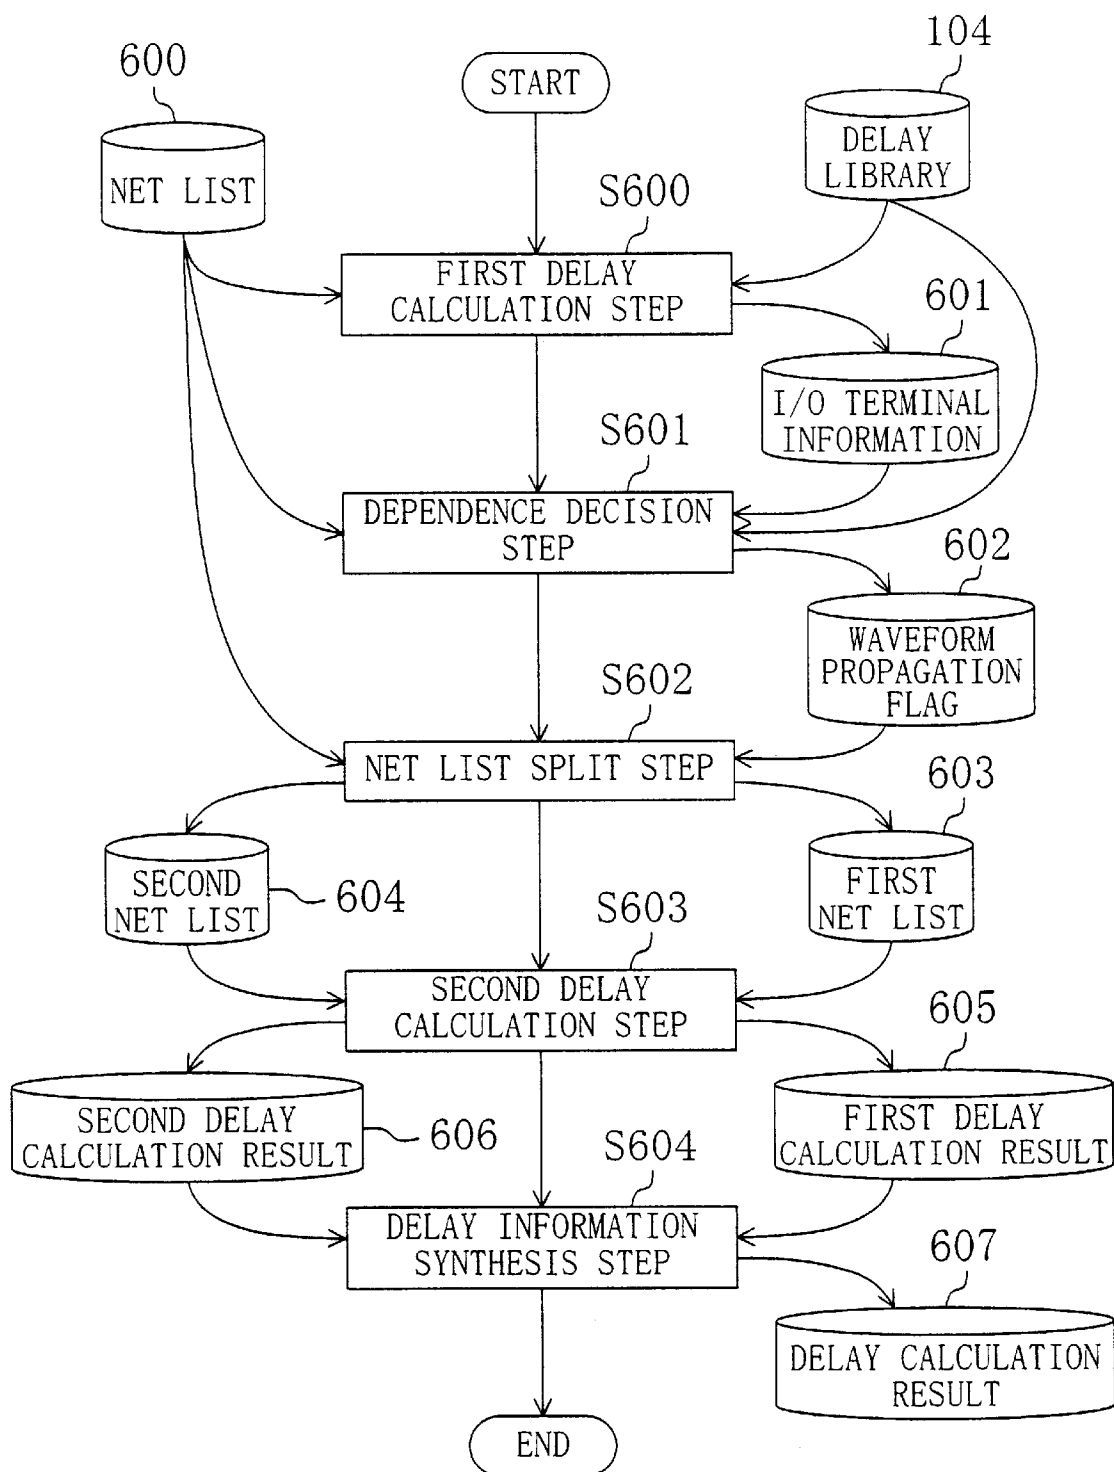 600
START
104
NET LIST
DELAY
LIBRARY
S600
FIRST DELAY
CALCULATION STEP
601
I/O TERMINAL
INFORMATION
S601
DEPENDENCE DECISION
STEP
602
WAVEFORM
PROPAGATION
FLAG
S602
NET LIST SPLIT STEP
603
SECOND
NET LIST
604
FIRST
NET LIST
S603
SECOND DELAY
CALCULATION STEP
605
SECOND DELAY
CALCULATION RESULT
606
FIRST DELAY
CALCULATION RESULT
S604
DELAY INFORMATION
SYNTHESIS STEP
607
DELAY CALCULATION
RESULT
END